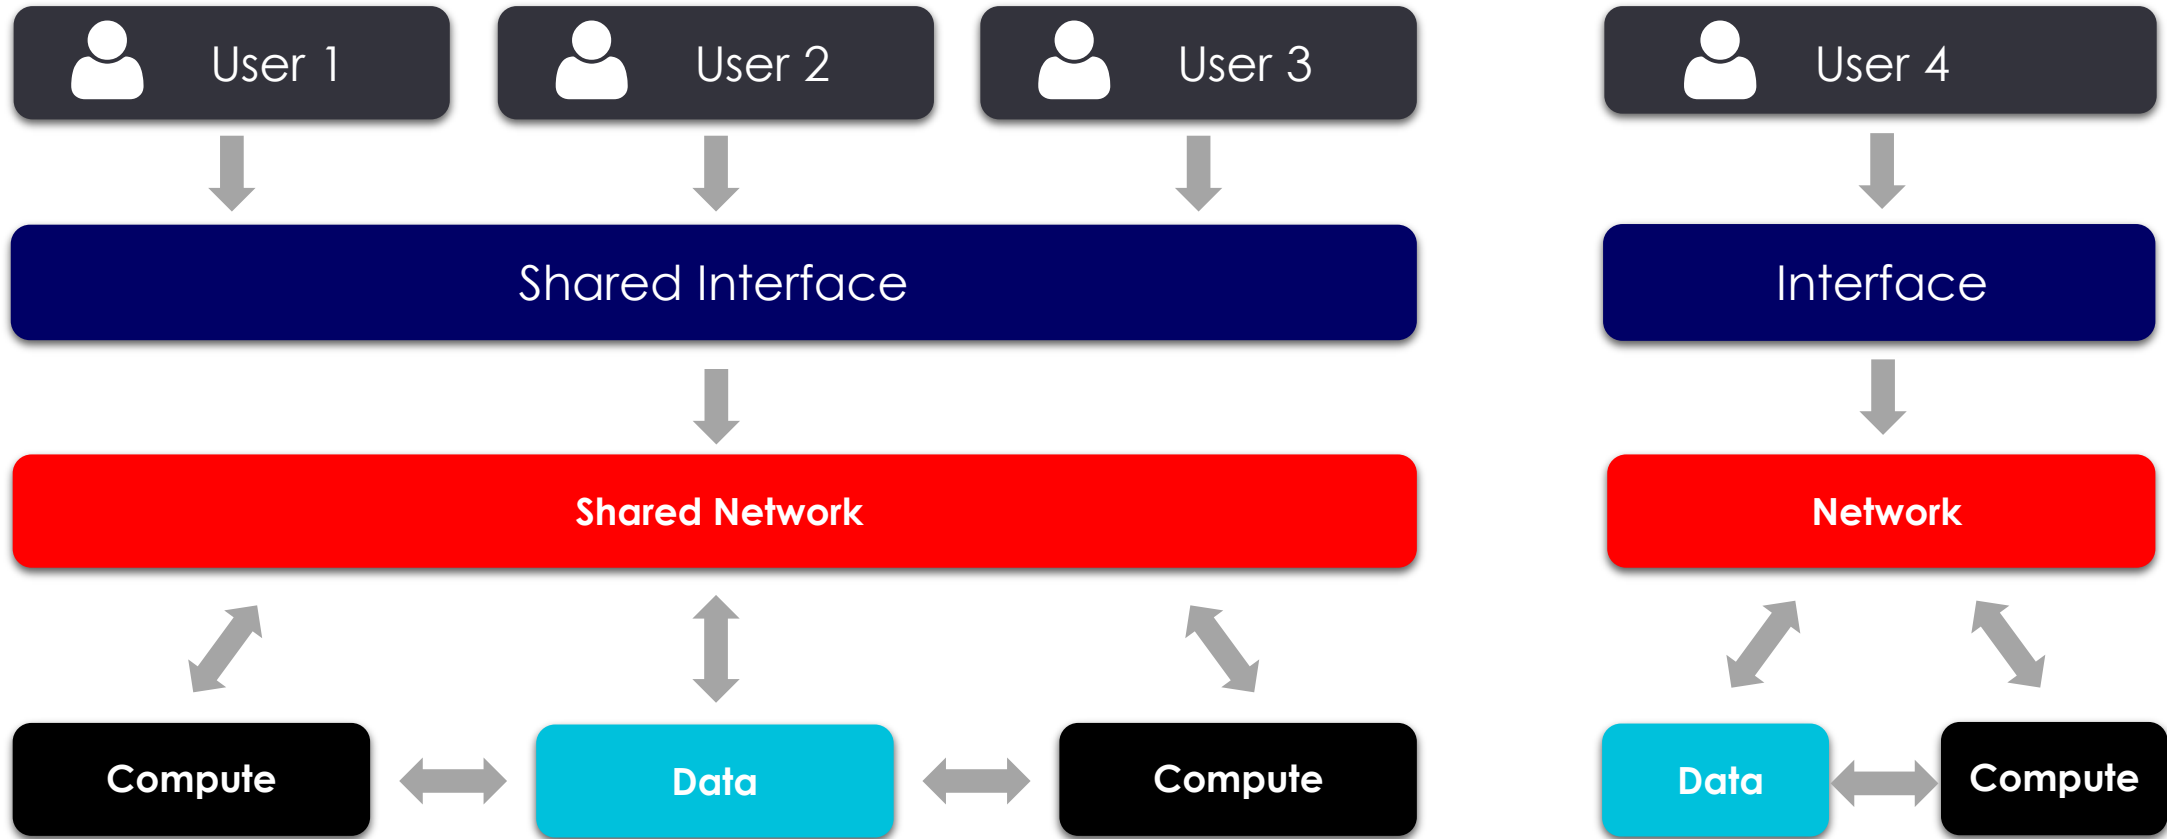 User 1
User 2
User 3
User 4
Shared Interface
Interface
Shared Network
Network
Compute
Data
Compute
Data
Compute